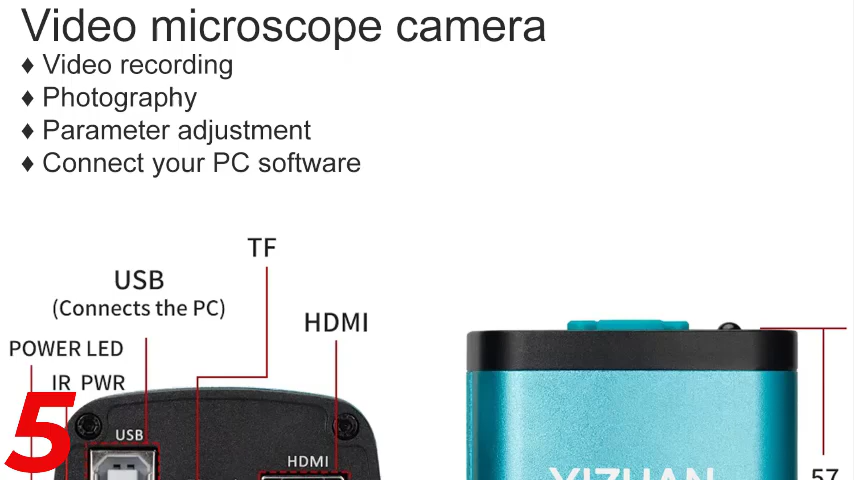 Video microscope camera
♦ Video recording
♦ Photography
♦ Parameter adjustment
♦ Connect your PC software
TF
USB
(Connects the PC)
HDMI
POWER LED
IR PWR
5
USB
HDMI
YIZHAN
57